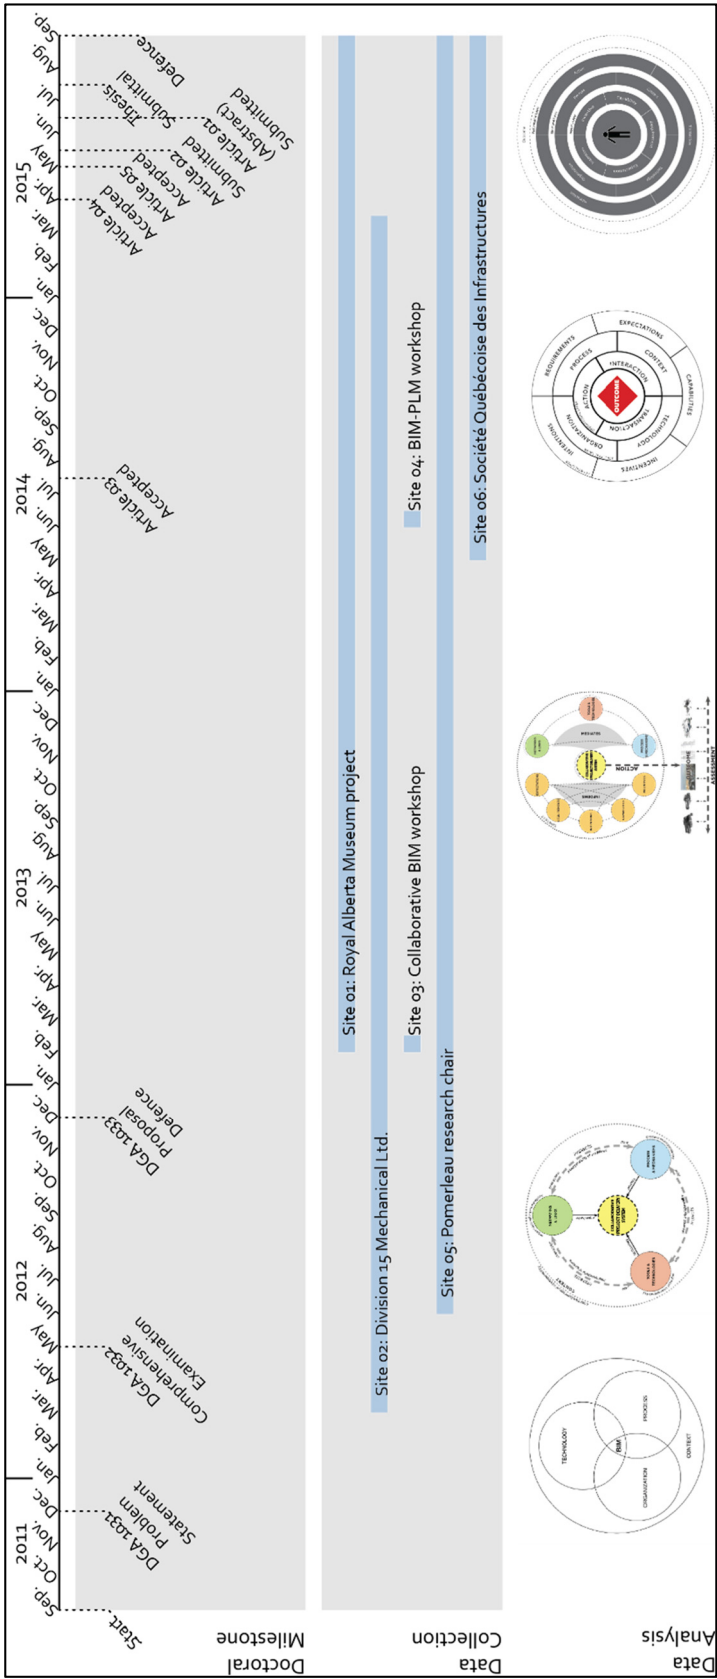 2011
2012
2013
2014
2015
Sep.
Oct.
Nov.
Dec.
Jan.
Feb.
Mar.
Apr.
May
Jun.
Jul.
Aug.
Sep.
Oct.
Nov.
Dec.
Jan.
Feb.
Mar.
Apr.
May
Jun.
Jul.
Aug.
Sep.
Oct.
Nov.
Dec.
Jan.
Feb.
Mar.
Apr.
May
Jun.
Jul.
Aug.
Sep.
Oct.
Nov.
Dec.
Jan.
Feb.
Mar.
Apr.
May
Jun.
Jul.
Aug.
Sep.
Doctoral
Milestone
Start
DGA 1031
Problem
Statement
DGA 1032
Comprehensive
Examination
DGA 1033
Proposal
Defence
Article 03
Accepted
Article 04
Accepted
Article 05
Accepted
Article 02
Submitted
Article 01
(Abstract)
Submitted
Thesis
Submittal
Defence
Data
Collection
Site 01: Royal Alberta Museum project
Site 02: Division 15 Mechanical Ltd.
Site 03: Collaborative BIM workshop
Site 04: BIM-PLM workshop
Site 05: Pomerleau research chair
Site 06: Société Québécoise des Infrastructures
Data
Analysis
TECHNOLOGY
BIM
ORGANIZATION
PROCESS
CONTEXT
CONTEXT
ACTION
OUTCOME
ASSESSMENT
REQUIREMENTS
EXPECTATIONS
CAPABILITIES
INCENTIVES
INTENTIONS
PROCESS
CONTEXT
TECHNOLOGY
ORGANIZATION
ACTION
INTERACTION
TRANSACTION
OUTCOME